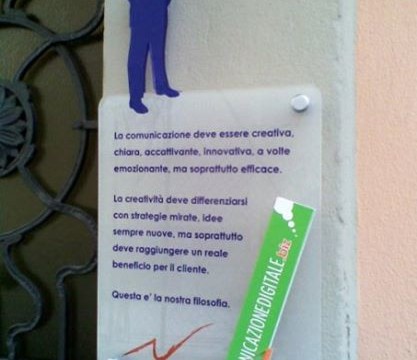 La comunicazione deve essere creativa,
chiara, accattivante, innovativa, a volte
emozionante, ma soprattutto efficace.
La creatività deve differenziarsi
con strategie mirate, idee
sempre nuove, ma soprattutto
deve raggiungere un reale
beneficio per il cliente.
Questa e' la nostra filosofia.
NICAZIONEDIGITALE.biz